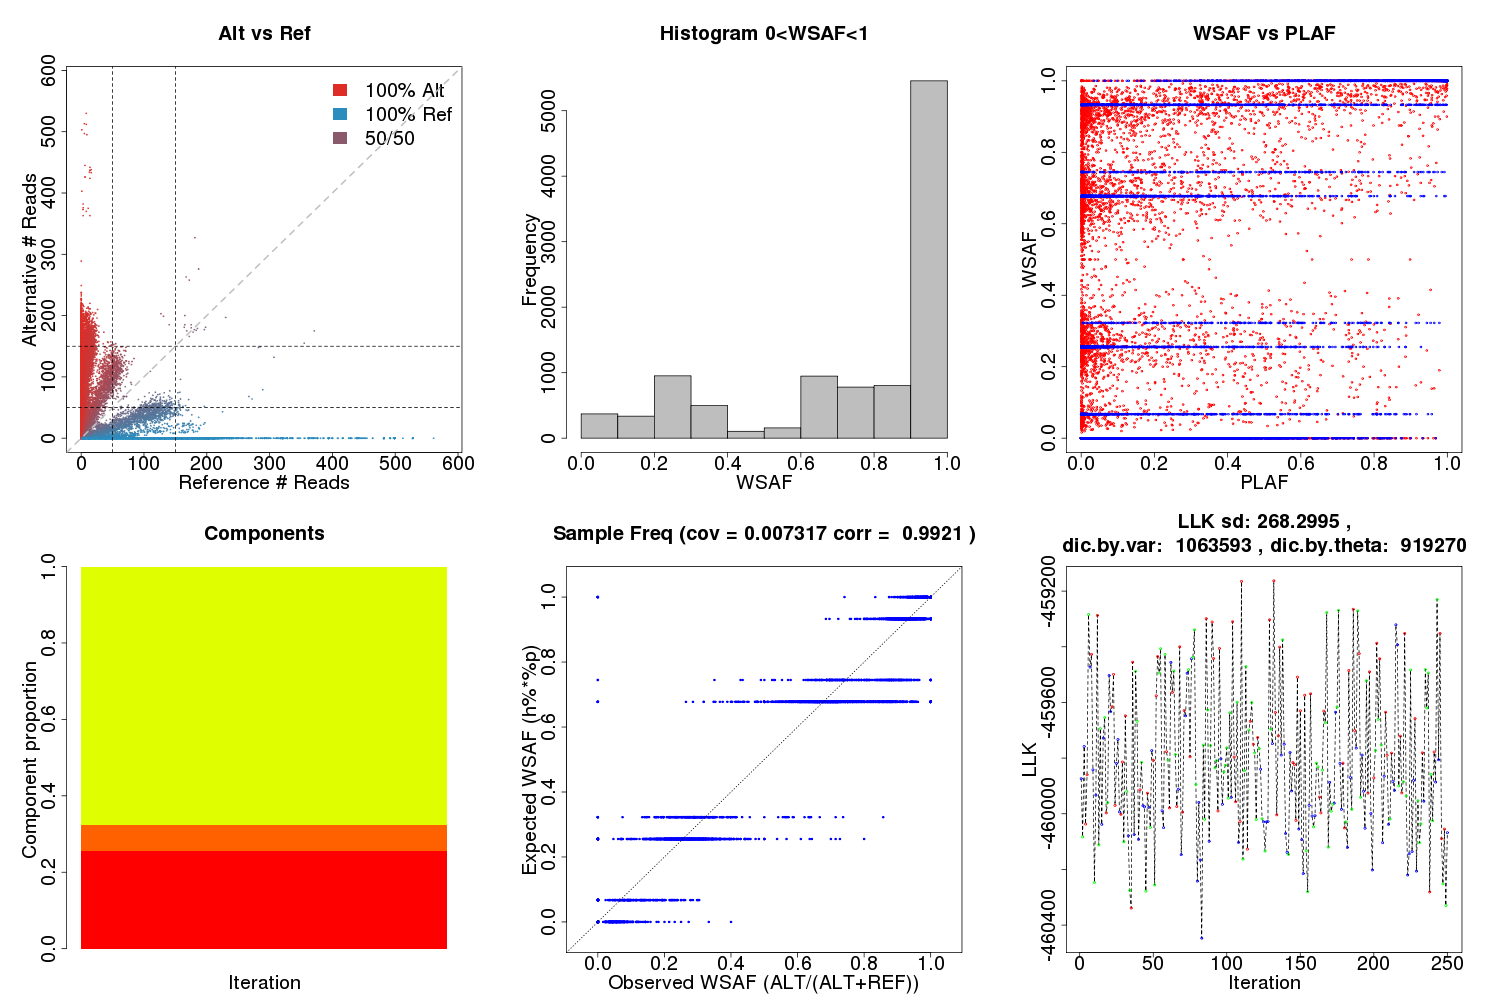 Alt vs Ref
600
500
400
300
200
100
0
Alternative # Reads
100% Alt
100% Ref
50/50
0 100 200 300 400 500 600
Reference # Reads
Histogram 0<WSAF<1
5000
4000
3000
2000
1000
0
Frequency
0.0 0.2 0.4 0.6 0.8 1.0
WSAF
WSAF vs PLAF
1.0
0.8
0.6
0.4
0.2
0.0
WSAF
0.0 0.2 0.4 0.6 0.8 1.0
PLAF
Components
1.0
0.8
0.6
0.4
0.2
0.0
Component proportion
Iteration
Sample Freq (cov = 0.007317 corr = 0.9921 )
1.0
0.8
0.6
0.4
0.2
0.0
Expected WSAF (h%*%p)
0.0 0.2 0.4 0.6 0.8 1.0
Observed WSAF (ALT/(ALT+REF))
LLK sd: 268.2995 ,
dic.by.var: 1063593 , dic.by.theta: 919270
-459200
-459600
-460000
-460400
LLK
0 50 100 150 200 250
Iteration